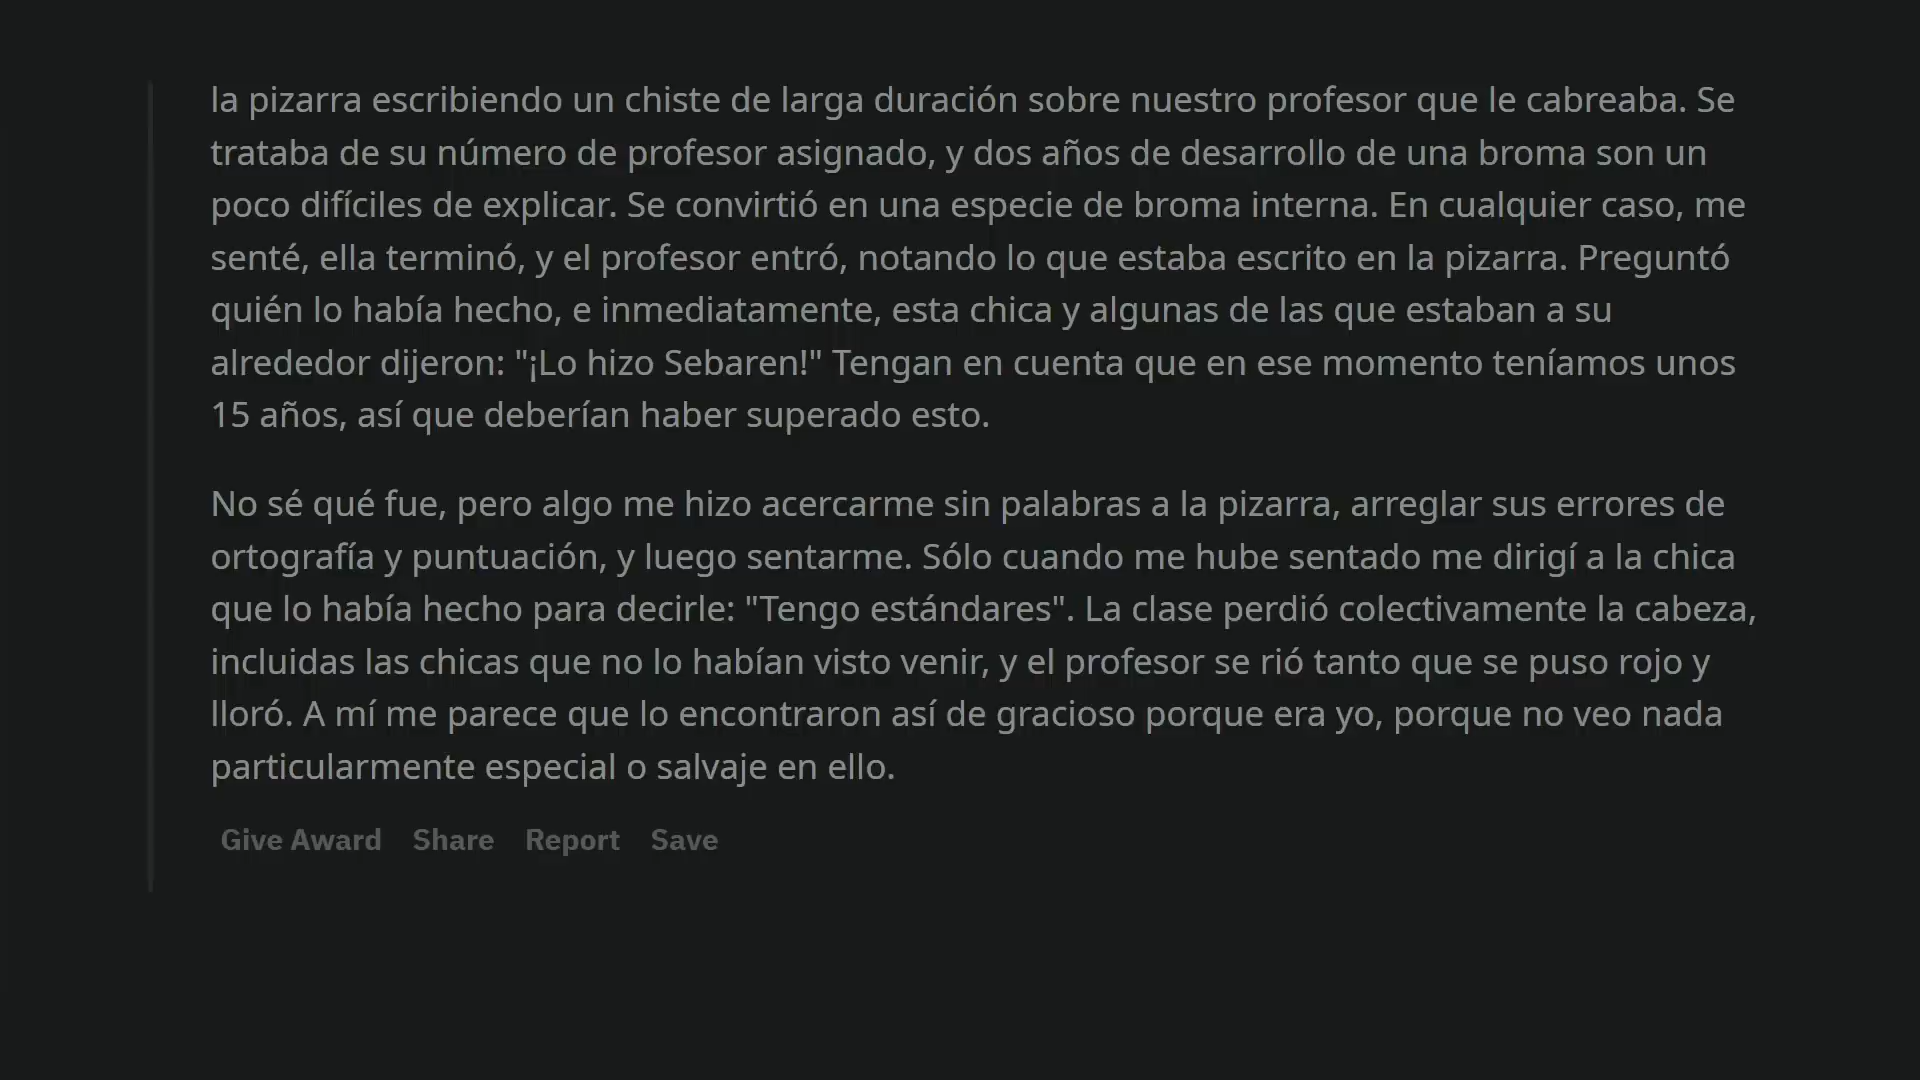 la pizarra escribiendo un chiste de larga duración sobre nuestro profesor que le cabreaba. Se
trataba de su número de profesor asignado, y dos años de desarrollo de una broma son un
poco difíciles de explicar. Se convirtió en una especie de broma interna. En cualquier caso, me
senté, ella terminó, y el profesor entró, notando lo que estaba escrito en la pizarra. Preguntó
quién lo había hecho, e inmediatamente, esta chica y algunas de las que estaban a su
alrededor dijeron: "¡Lo hizo Sebaren!" Tengan en cuenta que en ese momento teníamos unos
15 años, así que deberían haber superado esto.
No sé qué fue, pero algo me hizo acercarme sin palabras a la pizarra, arreglar sus errores de
ortografía y puntuación, y luego sentarme. Sólo cuando me hube sentado me dirigí a la chica
que lo había hecho para decirle: "Tengo estándares". La clase perdió colectivamente la cabeza,
incluidas las chicas que no lo habían visto venir, y el profesor se rió tanto que se puso rojo y
lloró. A mí me parece que lo encontraron así de gracioso porque era yo, porque no veo nada
particularmente especial o salvaje en ello.
Give Award Share Report Save